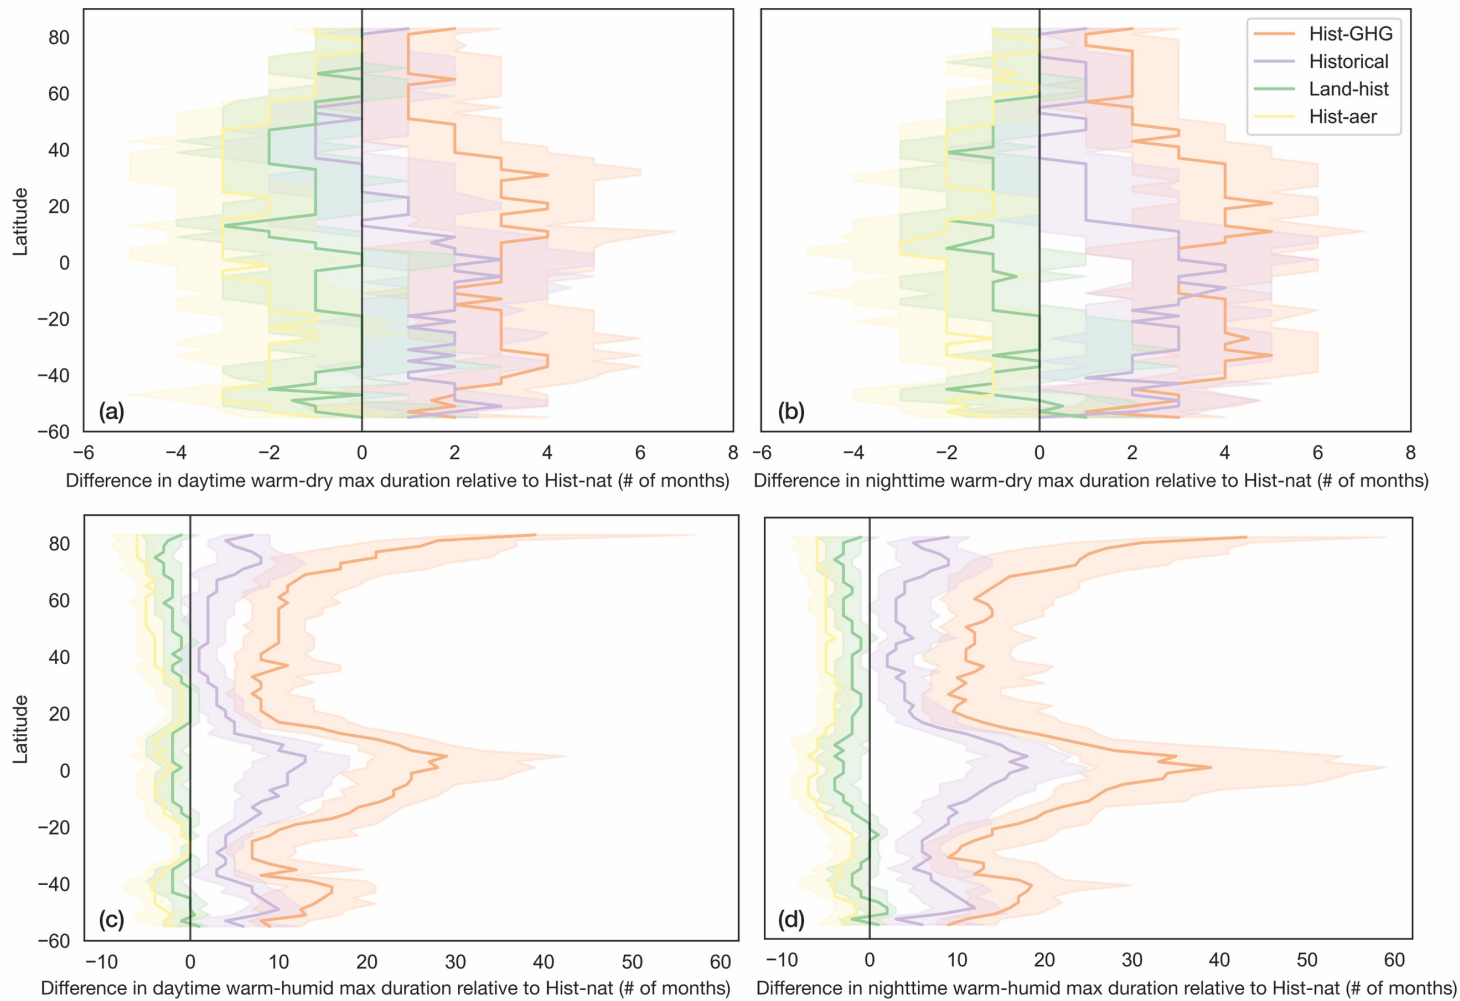 80
60
40
20
0
−20
−40
−60
Latitude
(a)
−6 −4 −2 0 2 4 6 8
Difference in daytime warm-dry max duration relative to Hist-nat (# of months)
Hist-GHG
Historical
Land-hist
Hist-aer
(b)
−6 −4 −2 0 2 4 6 8
Difference in nighttime warm-dry max duration relative to Hist-nat (# of months)
80
60
40
20
0
−20
−40
−60
Latitude
(c)
−10 0 10 20 30 40 50 60
Difference in daytime warm-humid max duration relative to Hist-nat (# of months)
(d)
−10 0 10 20 30 40 50 60
Difference in nighttime warm-humid max duration relative to Hist-nat (# of months)